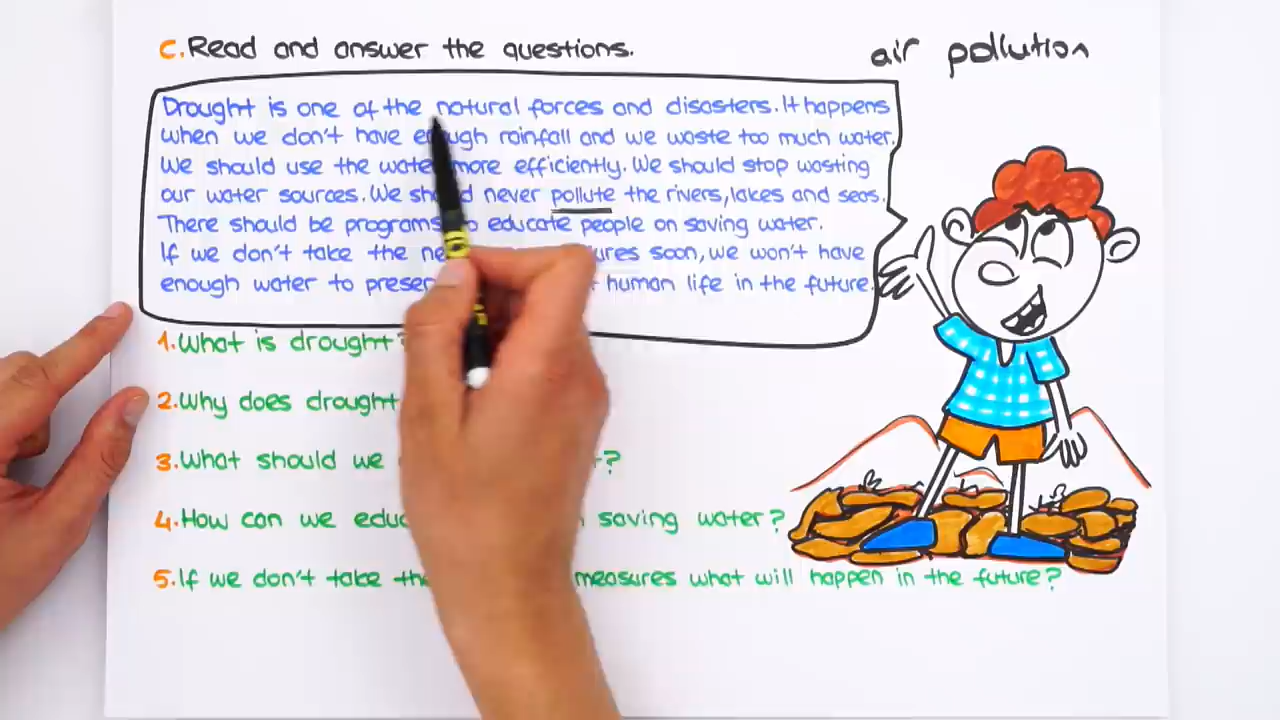 C. Read and answer the questions.
air pollution
Drought is one of the natural forces and disasters. It happens
when we don't have enough rainfall and we waste too much water.
We should use the water more efficiently. We should stop wasting
our water sources. We should never pollute the rivers, lakes and seas.
There should be programs to educate people on saving water.
If we don't take the soon, we won't have
enough water to human life in the future.
1. What is drought?
2. Why does drought
3. What should we
4. How can we saving water?
5. If we don't take the measures what will happen in the future?